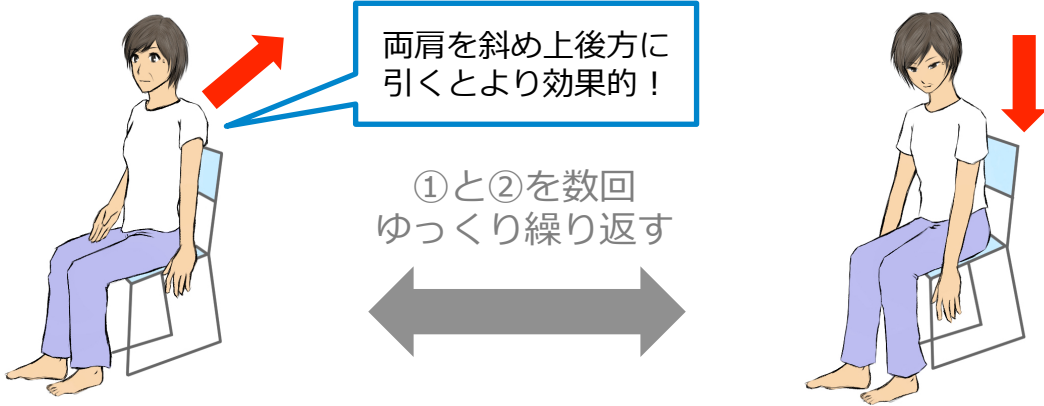 両肩を斜め上後方に
引くとより効果的!
①と②を数回
ゆっくり繰り返す